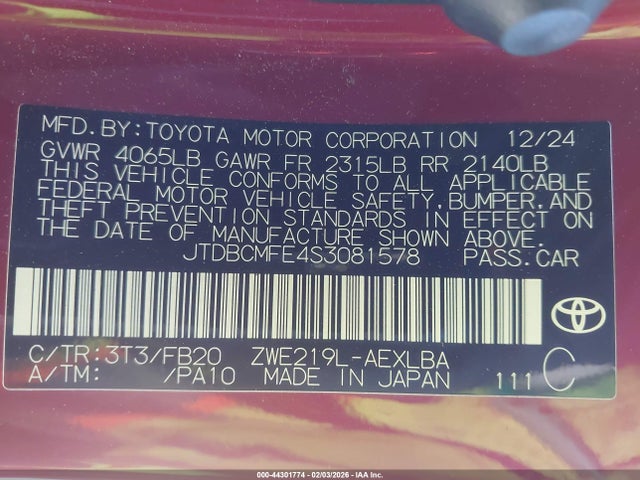 MFD.BY:TOYOTA MOTOR CORPORATION 12/24
GVWR 4065LB GAWR FR 2315LB RR 2140LB
THIS VEHICLE CONFORMS TO ALL APPLICABLE
FEDERAL MOTOR VEHICLE SAFETY,BUMPER,AND
THEFT PREVENTION STANDARDS IN EFFECT ON
THE DATE OF MANUFACTURE SHOWN ABOVE.
JTDBCMFE4S3081578 PASS.CAR
C/TR:3T3/FB20 ZWE219L-AEXLBA
A/TM: /PA10 MADE IN JAPAN 111 C
000-44301774 - 02/03/2026 - IAA Inc.